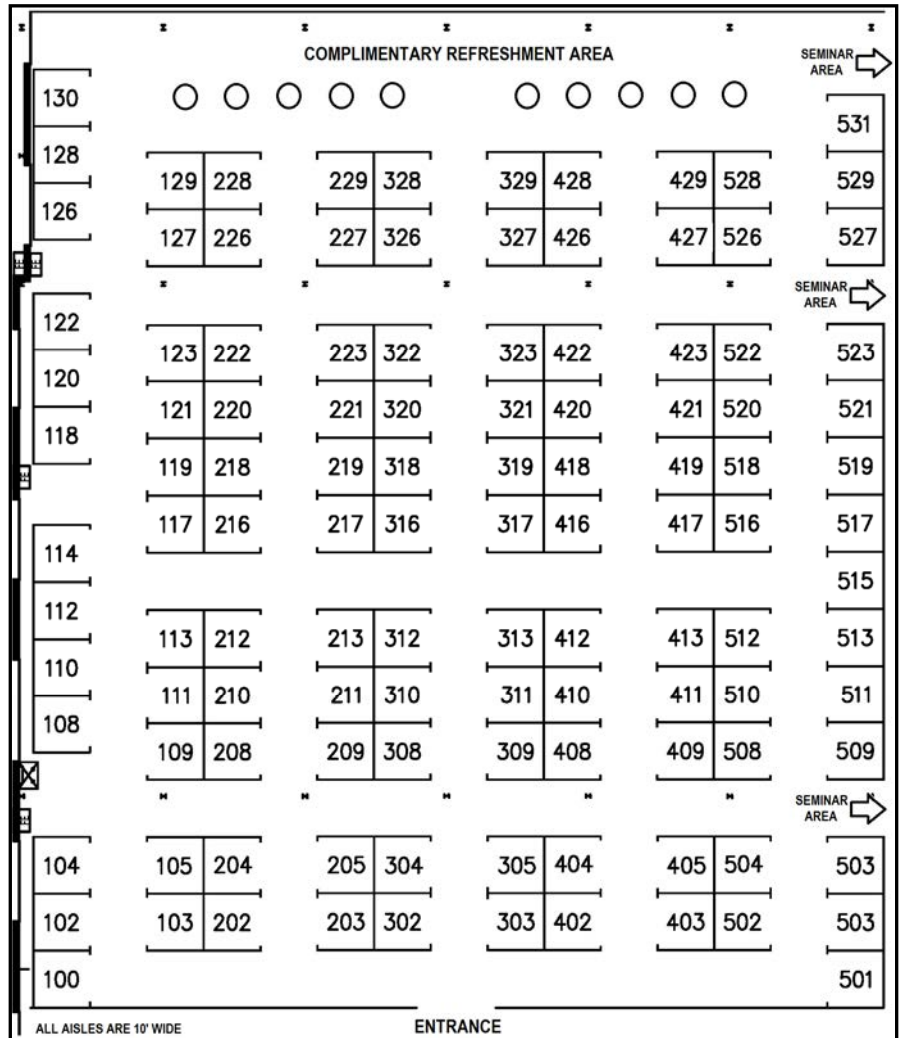 COMPLIMENTARY REFRESHMENT AREA
SEMINAR
AREA
130
531
128
129 228 229 328 329 428 429 528 529
126
127 226 227 326 327 426 427 526 527
SEMINAR
AREA
122
123 222 223 322 323 422 423 522 523
120
121 220 221 320 321 420 421 520 521
118
119 218 219 318 319 418 419 518 519
117 216 217 316 317 416 417 516 517
114
515
112
113 212 213 312 313 412 413 512 513
110
111 210 211 310 311 410 411 510 511
108
109 208 209 308 309 408 409 508 509
SEMINAR
AREA
104 105 204 205 304 305 404 405 504 503
102 103 202 203 302 303 402 403 502 503
100 501
ALL AISLES ARE 10' WIDE
ENTRANCE